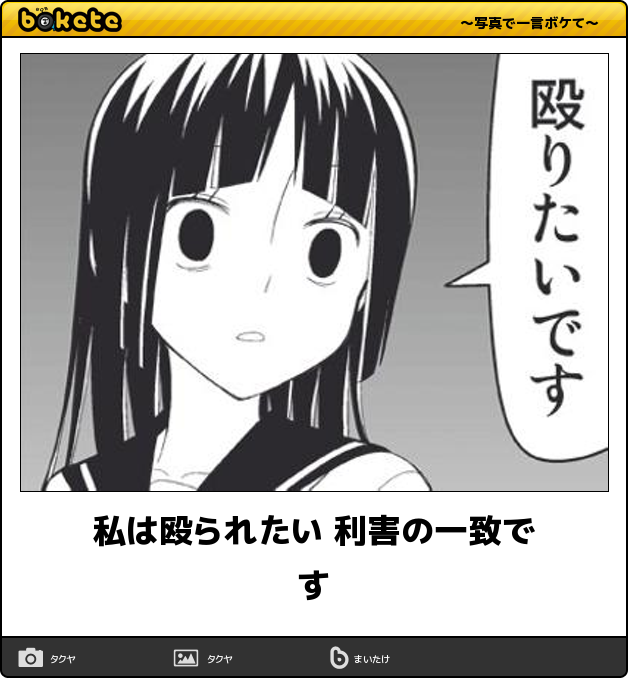 bokete
～写真で一言ボケて～
殴りたいです
私は殴られたい 利害の一致で
す
タクヤ
タクヤ
まいたけ